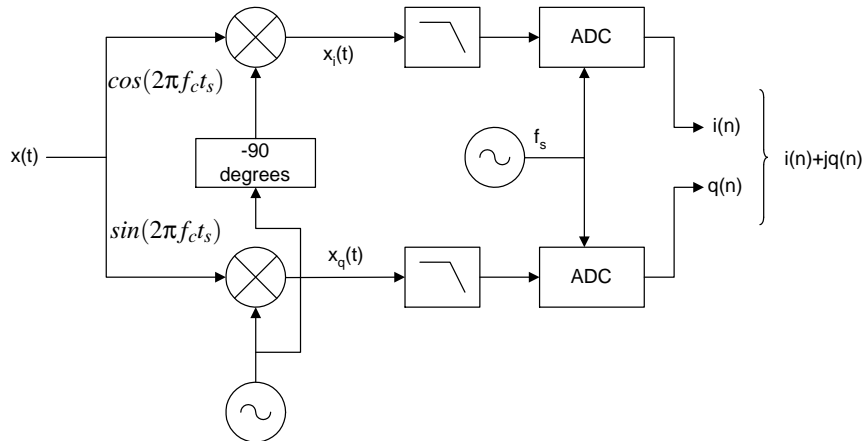 x(t)
cos(2πf_ct_s)
sin(2πf_ct_s)
-90
degrees
x_i(t)
x_q(t)
ADC
ADC
f_s
i(n)
q(n)
i(n)+jq(n)